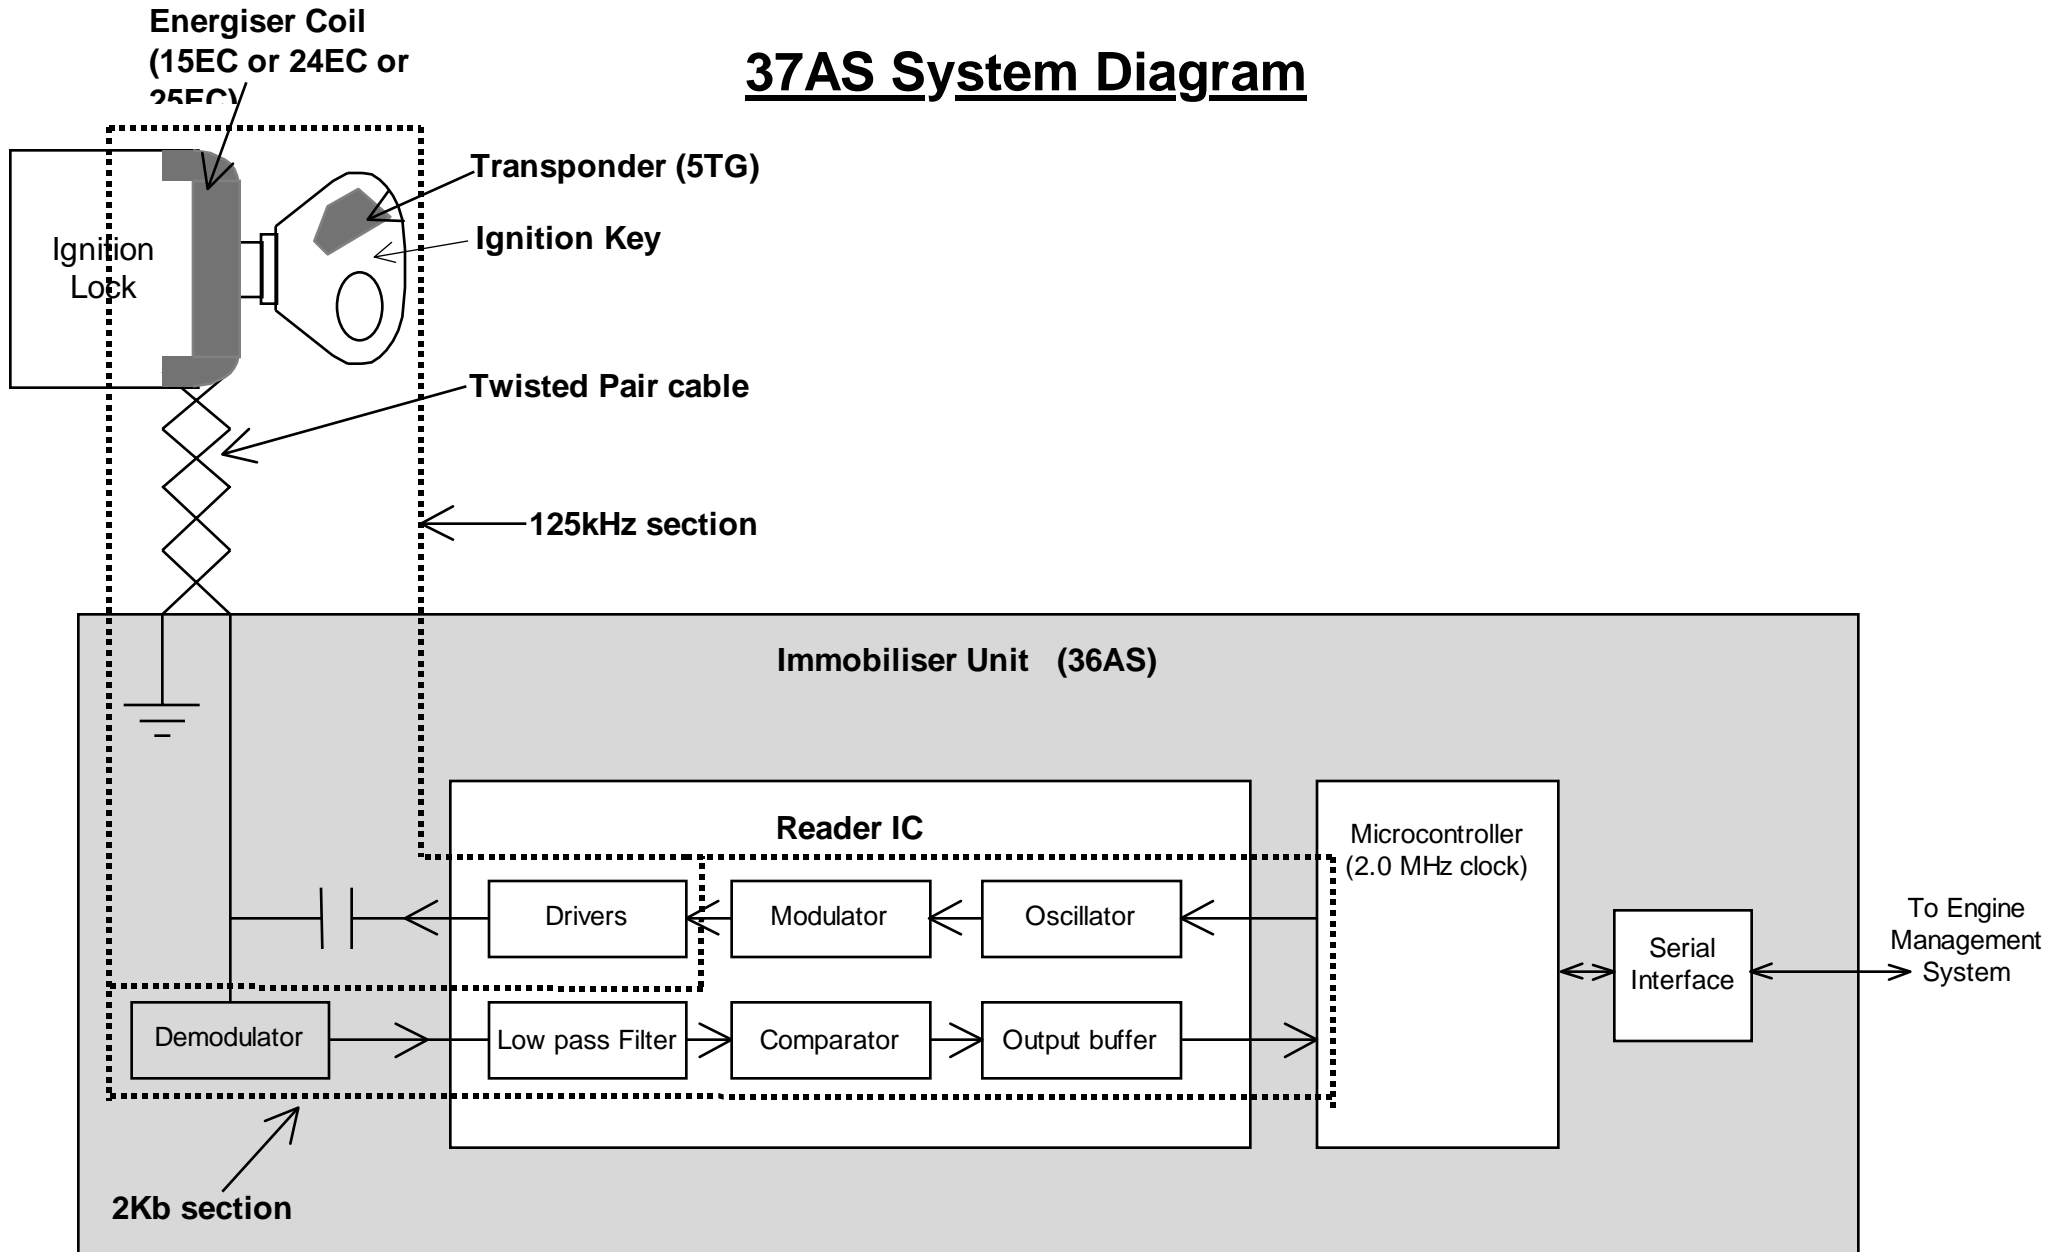 Energiser Coil
(15EC or 24EC or
25EC)
37AS System Diagram
Transponder (5TG)
Ignition Key
Ignition
Lock
Twisted Pair cable
125kHz section
Immobiliser Unit (36AS)
Reader IC
Microcontroller
(2.0 MHz clock)
Drivers
Modulator
Oscillator
Serial
Interface
To Engine
Management
System
Demodulator
Low pass Filter
Comparator
Output buffer
2Kb section